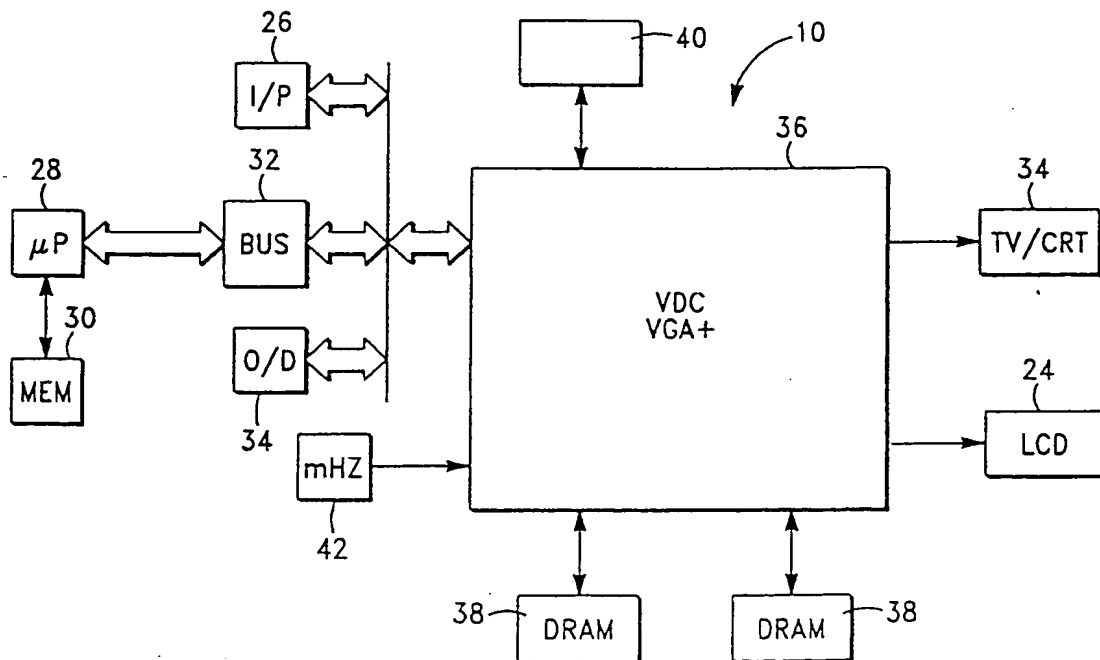 26
I/P
40
10
36
28
32
34
μP
BUS
TV/CRT
VDC
VGA+
30
MEM
O/D
34
24
LCD
mHZ
42
38
DRAM
DRAM
38